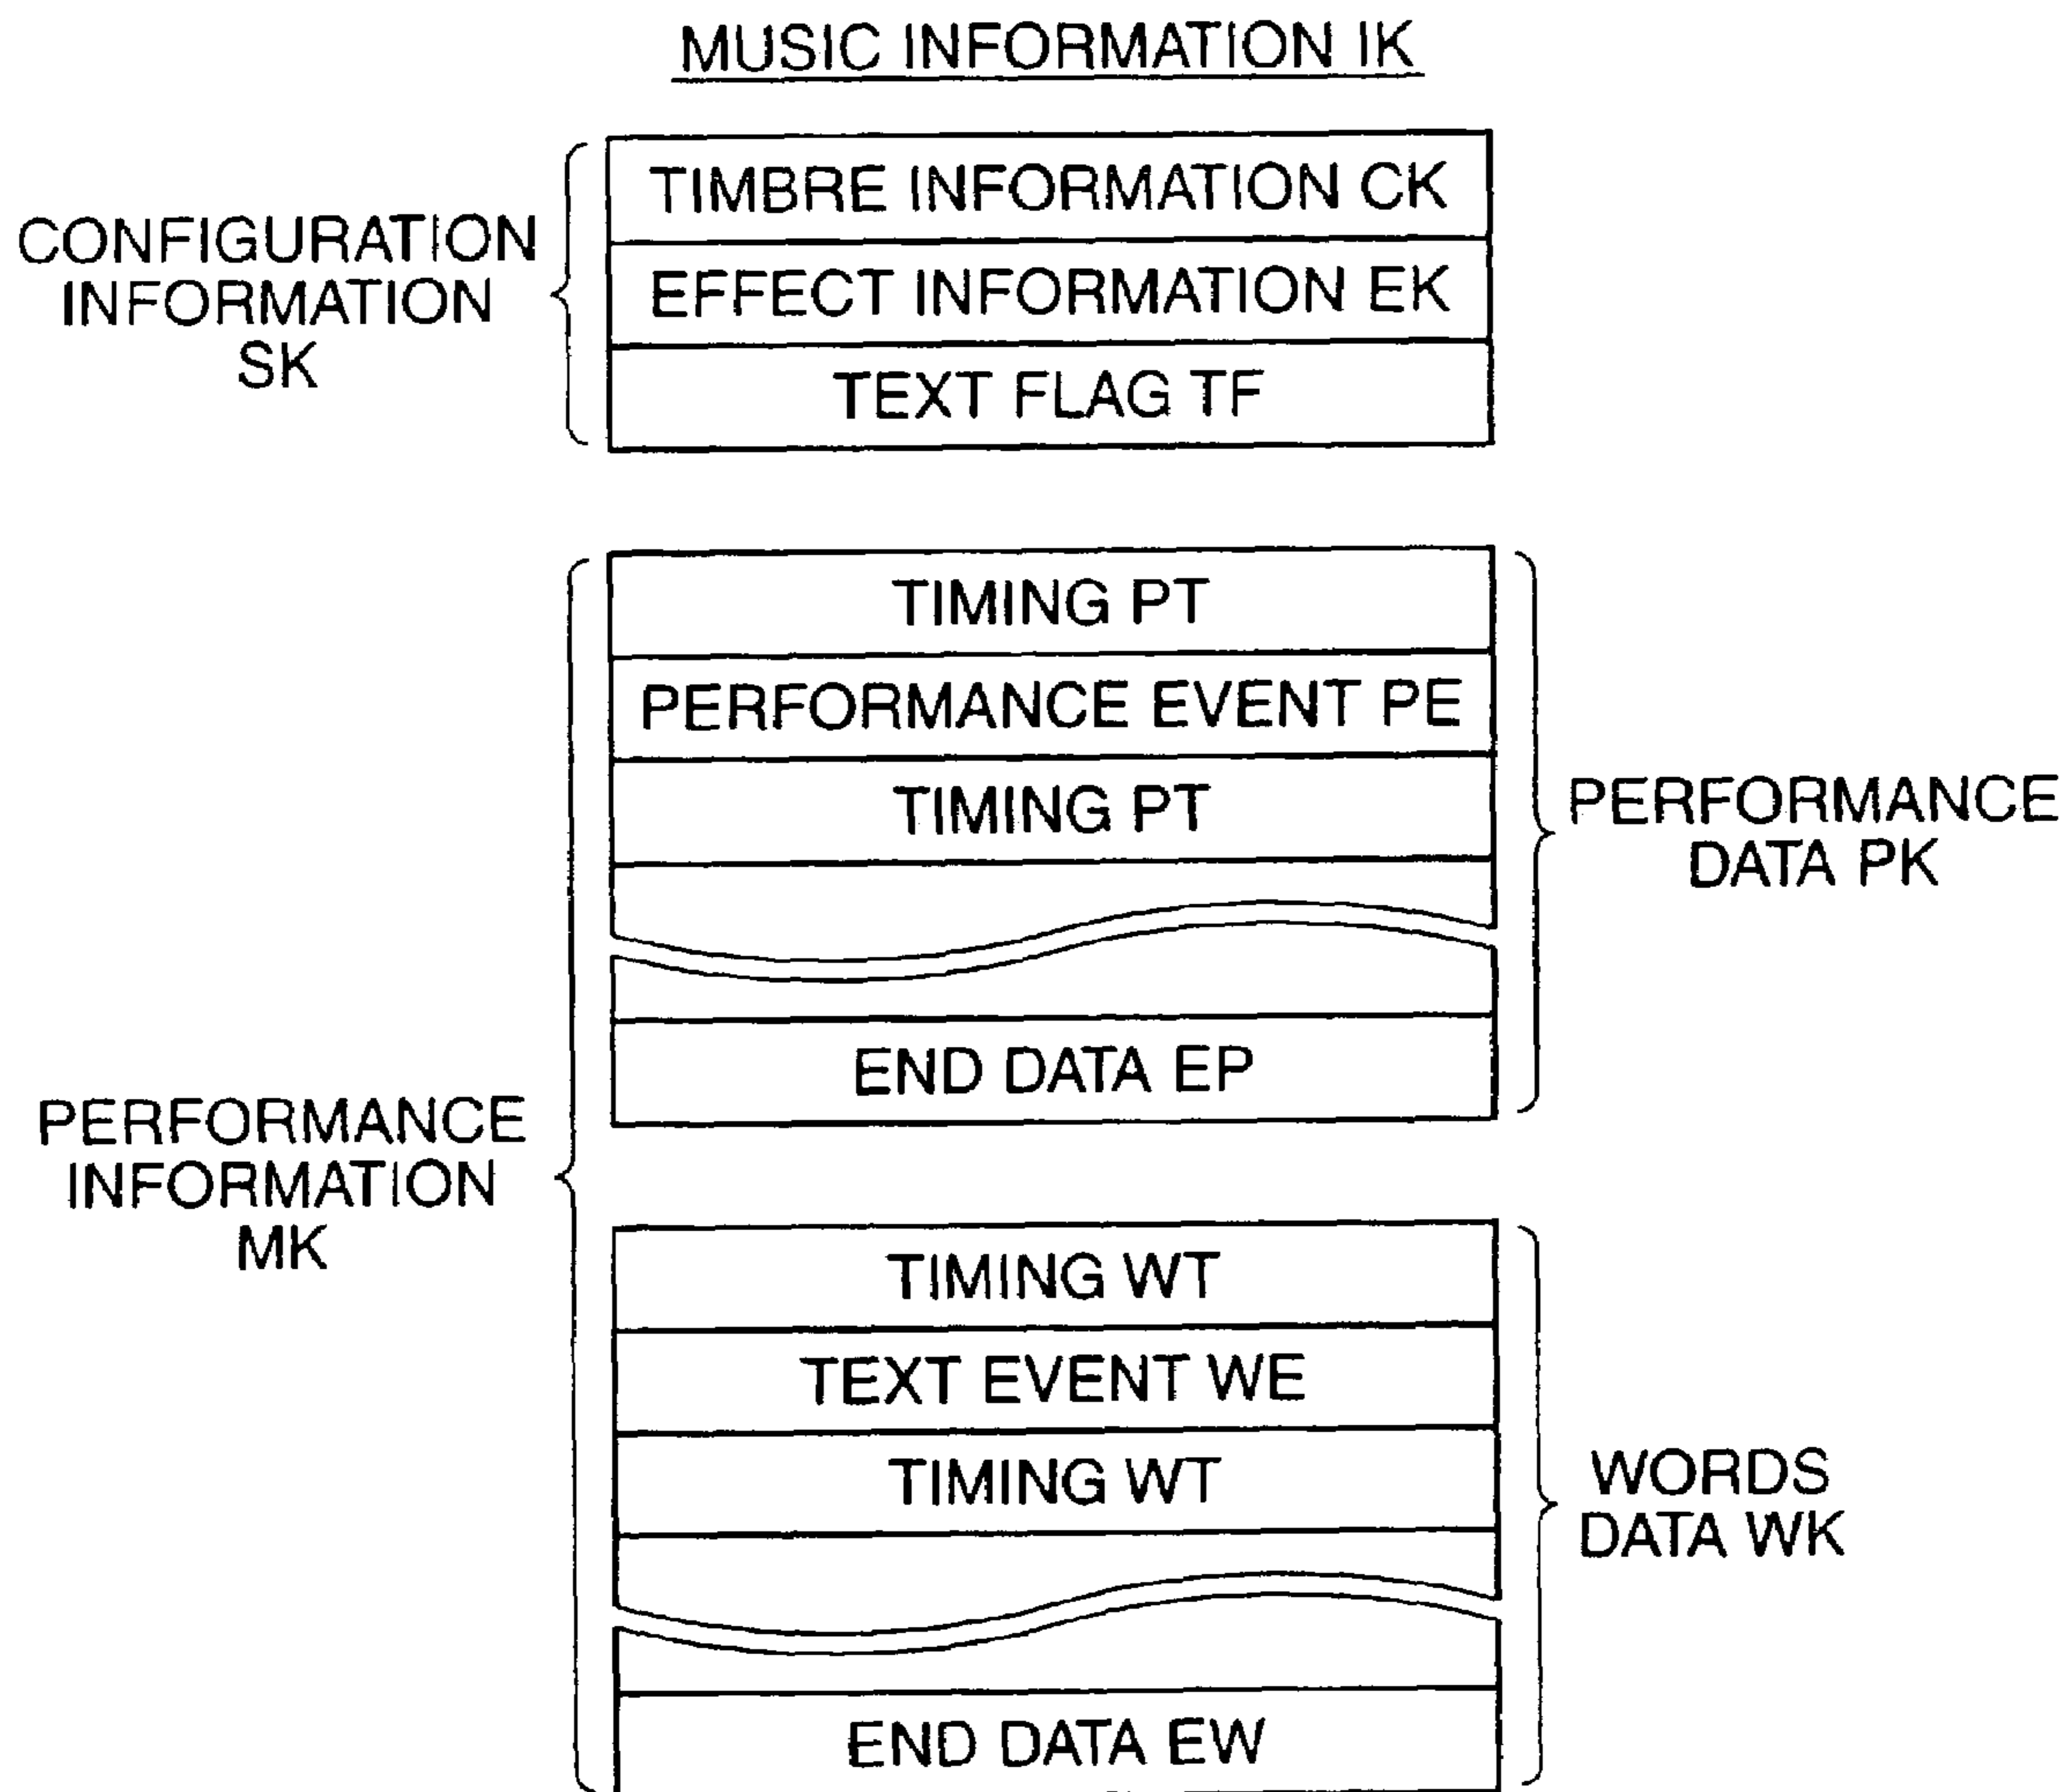 MUSIC INFORMATION IK
CONFIGURATION
INFORMATION
SK
TIMBRE INFORMATION CK
EFFECT INFORMATION EK
TEXT FLAG TF
PERFORMANCE
INFORMATION
MK
TIMING PT
PERFORMANCE EVENT PE
TIMING PT
END DATA EP
PERFORMANCE
DATA PK
TIMING WT
TEXT EVENT WE
TIMING WT
END DATA EW
WORDS
DATA WK